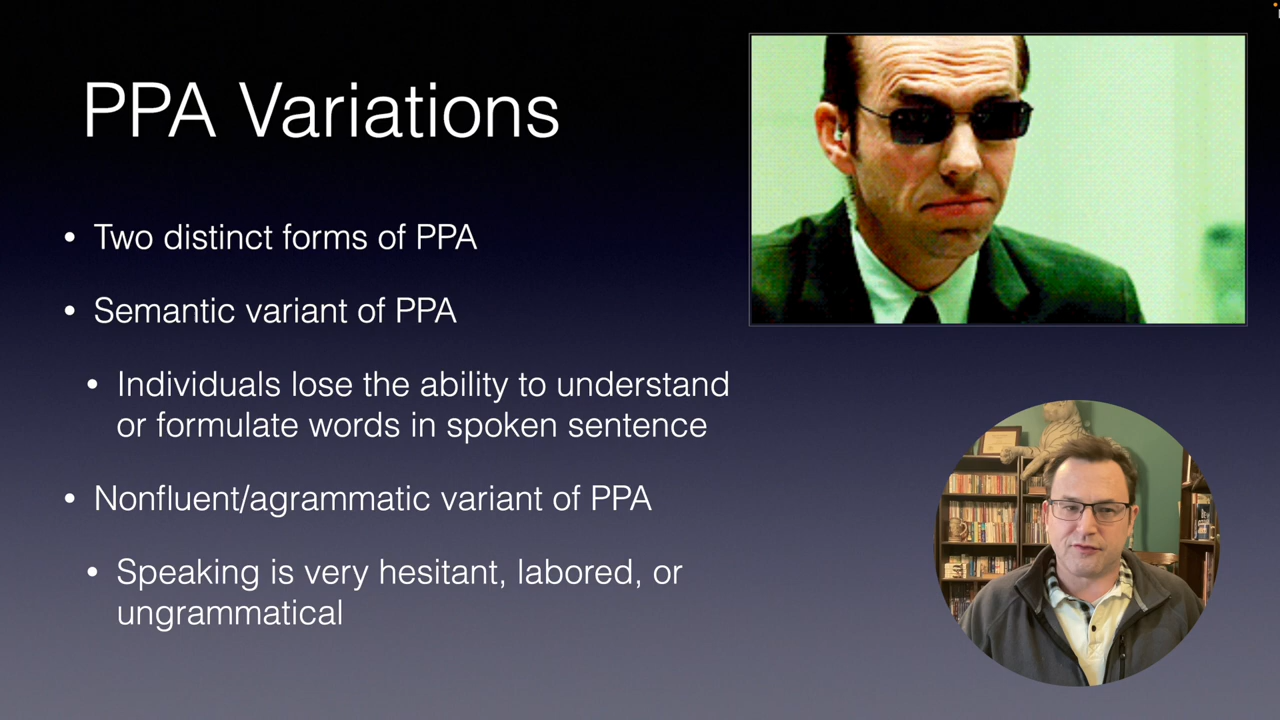 PPA Variations
• Two distinct forms of PPA
• Semantic variant of PPA
• Individuals lose the ability to understand
or formulate words in spoken sentence
• Nonfluent/agrammatic variant of PPA
• Speaking is very hesitant, labored, or
ungrammatical